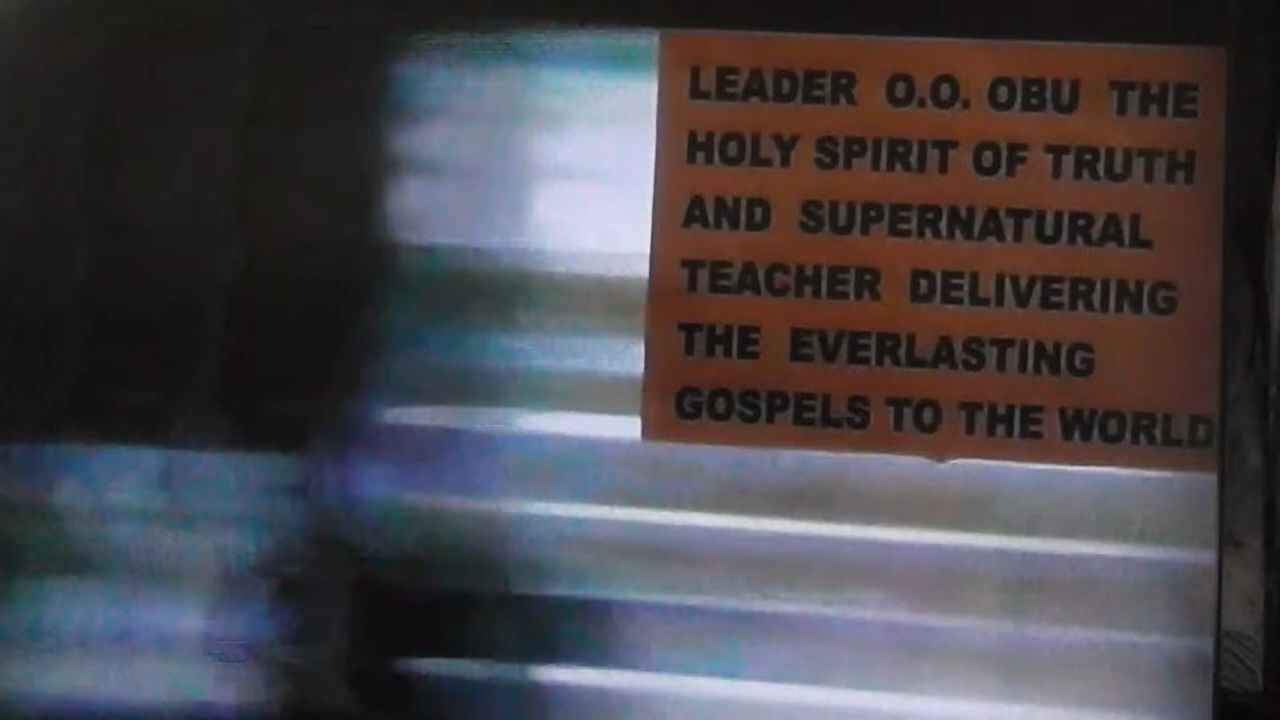 LEADER O.O. OBU THE
HOLY SPIRIT OF TRUTH
AND SUPERNATURAL
TEACHER DELIVERING
THE EVERLASTING
GOSPELS TO THE WORLD